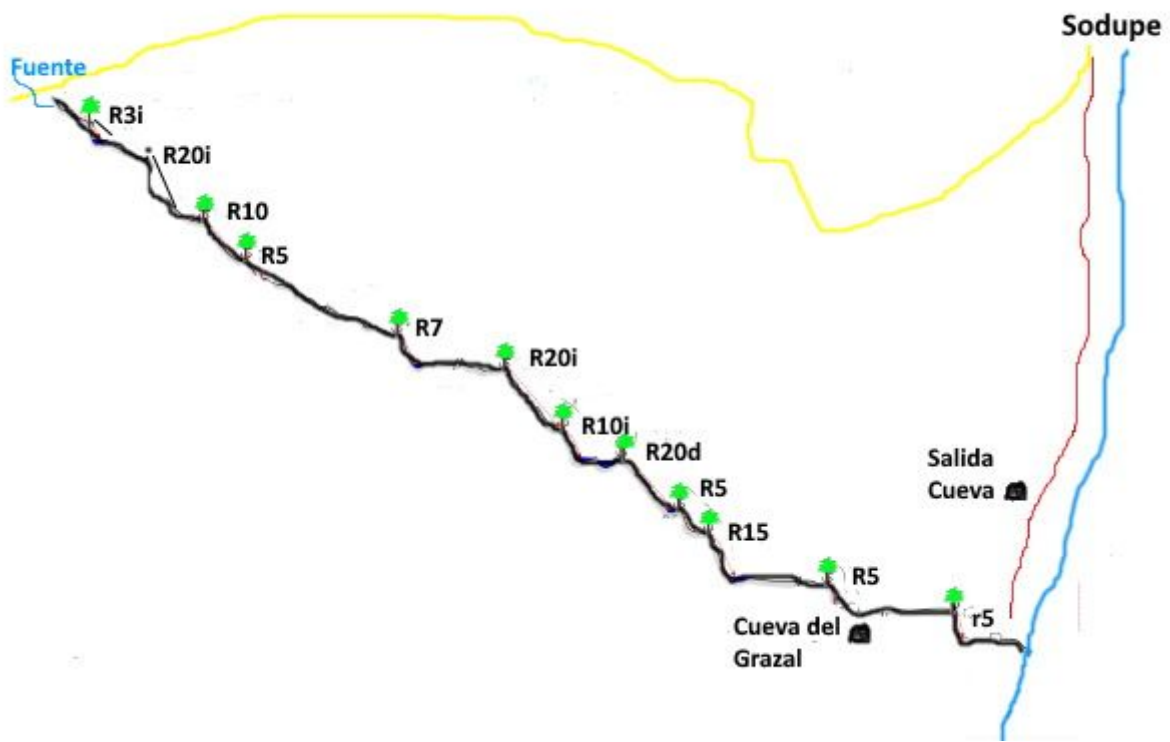 Sodupe
Fuente
R3i
R20i
R10
R5
R7
R20i
R10i
R20d
Salida
Cueva
R5
R15
R5
r5
Cueva del
Grazal